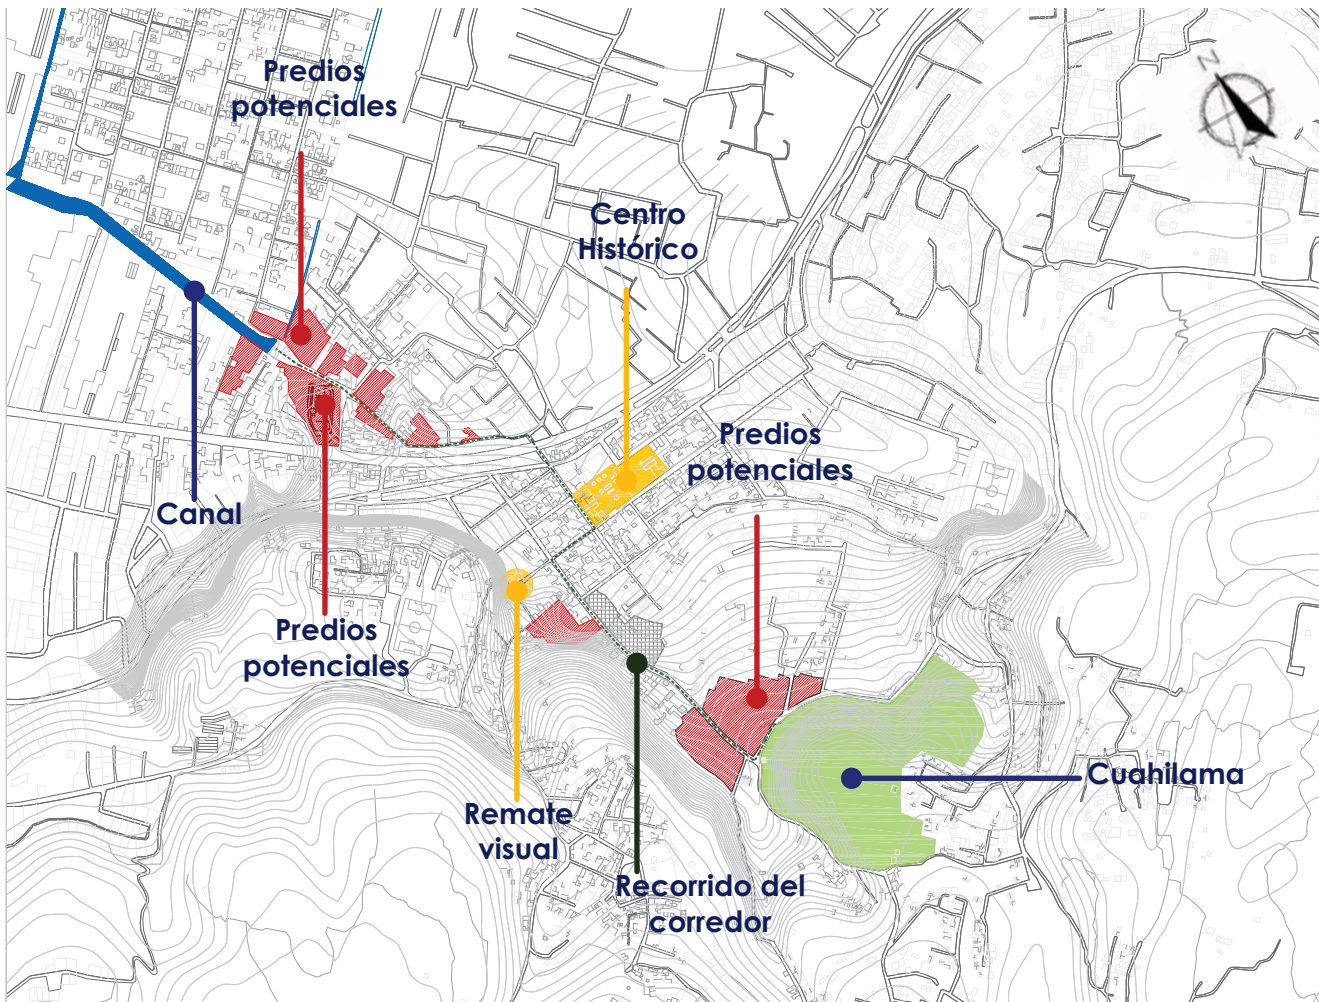 N
Predios
potenciales
Centro
Histórico
Predios
potenciales
Canal
Predios
potenciales
Cuahilama
Remate
visual
Recorrido del
corredor